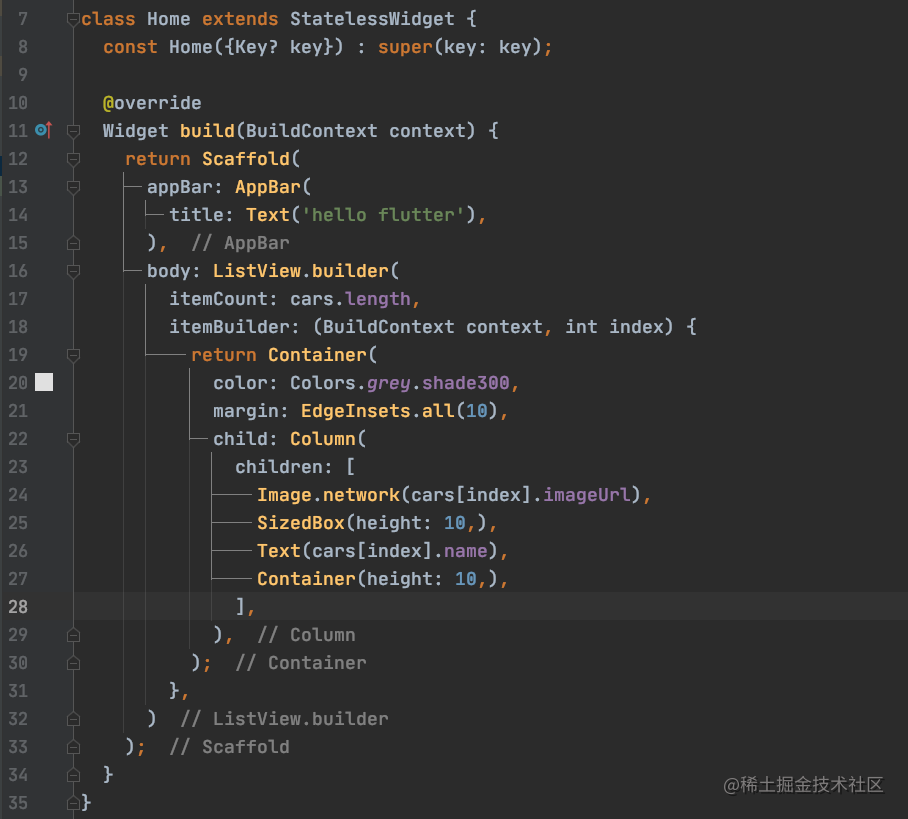 7 class Home extends StatelessWidget {
8 const Home({Key? key}) : super(key: key);
9
10 @override
11 Widget build(BuildContext context) {
12 return Scaffold(
13 appBar: AppBar(
14 title: Text('hello flutter'),
15 ), // AppBar
16 body: ListView.builder(
17 itemCount: cars.length,
18 itemBuilder: (BuildContext context, int index) {
19 return Container(
20 color: Colors.grey.shade300,
21 margin: EdgeInsets.all(10),
22 child: Column(
23 children: [
24 Image.network(cars[index].imageUrl),
25 SizedBox(height: 10,),
26 Text(cars[index].name),
27 Container(height: 10,),
28 ],
29 ), // Column
30 ); // Container
31 },
32 ) // ListView.builder
33 ); // Scaffold
34 }
35 }
@稀土掘金技术社区